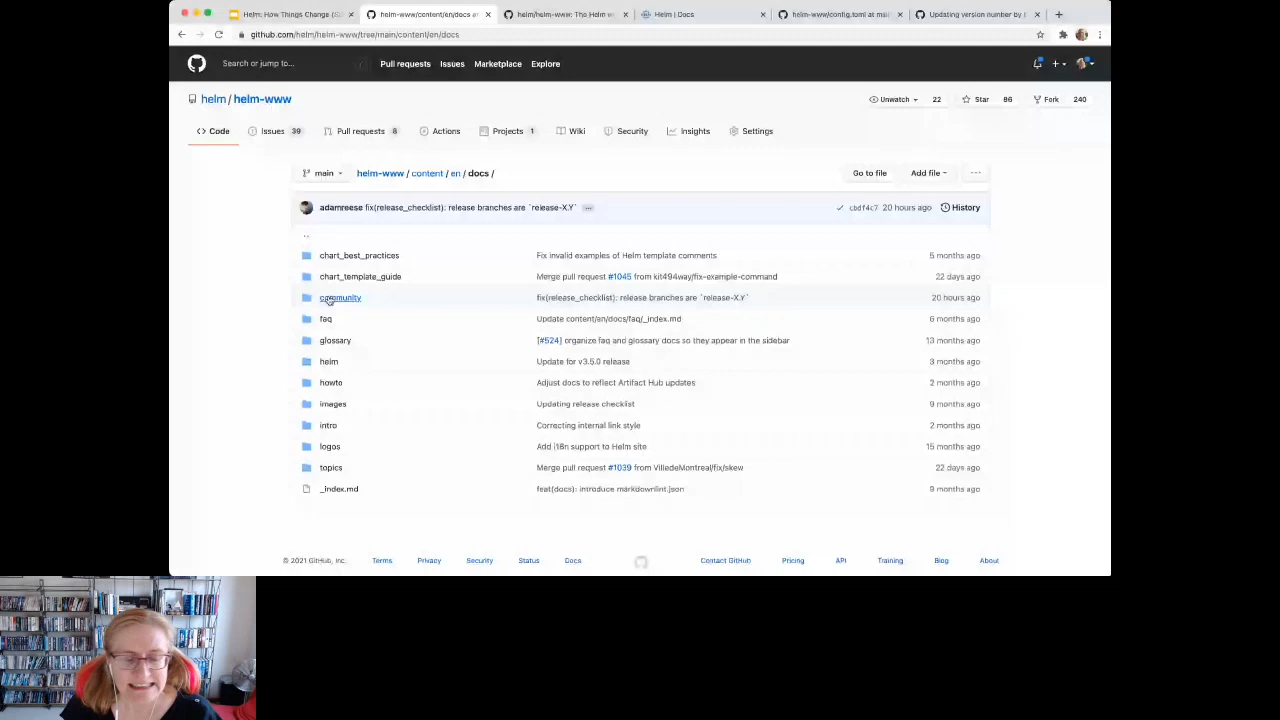 Helm: How Things Change (S
helm-www/content/en/docs a
helm/helm-www: The Helm w
Helm | Docs
helm-www/config.toml at ma
Updating version number by
github.com/helm/helm-www/tree/main/content/en/docs
Search or jump to...
/
Pull requests
Issues
Marketplace
Explore
helm / helm-www
Unwatch 22
Star 86
Fork 240
<> Code
Issues 39
Pull requests 8
Actions
Projects 1
Wiki
Security
Insights
Settings
main
helm-www / content / en / docs /
Go to file
Add file
...
adamreese fix(release_checklist): release branches are `release-X.Y` ...
cbdf4c7 20 hours ago
History
..
chart_best_practices Fix invalid examples of Helm template comments 5 months ago
chart_template_guide Merge pull request #1045 from kit494way/fix-example-command 22 days ago
community fix(release_checklist): release branches are `release-X.Y` 20 hours ago
faq Update content/en/docs/faq/_index.md 6 months ago
glossary [#524] organize faq and glossary docs so they appear in the sidebar 13 months ago
helm Update for v3.5.0 release 3 months ago
howto Adjust docs to reflect Artifact Hub updates 2 months ago
images Updating release checklist 9 months ago
intro Correcting internal link style 2 months ago
logos Add i18n support to Helm site 15 months ago
topics Merge pull request #1039 from VilledeMontreal/fix/skew 22 days ago
_index.md feat(docs): introduce markdownlint.json 9 months ago
© 2021 GitHub, Inc. Terms Privacy Security Status Docs Contact GitHub Pricing API Training Blog About